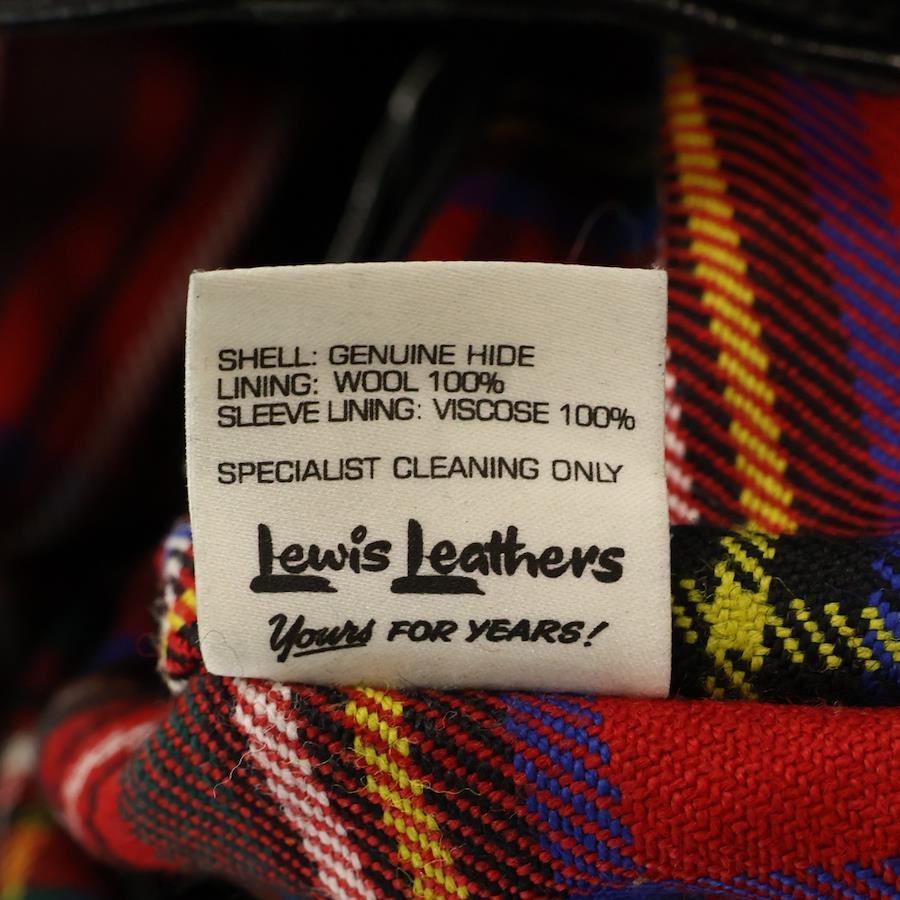 SHELL: GENUINE HIDE
LINING: WOOL 100%
SLEEVE LINING: VISCOSE 100%
SPECIALIST CLEANING ONLY
Lewis Leathers
Yours FOR YEARS!